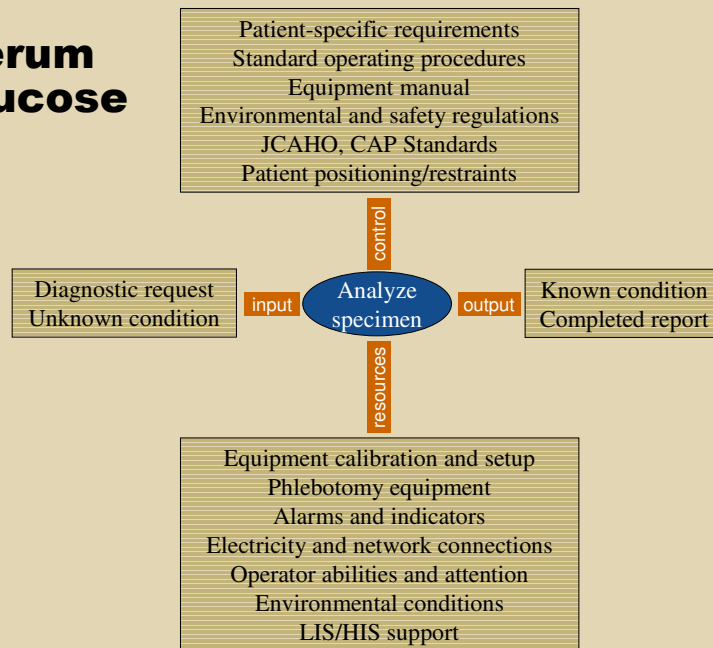 erum
ucose
Patient-specific requirements
Standard operating procedures
Equipment manual
Environmental and safety regulations
JCAHO, CAP Standards
Patient positioning/restraints
control
Diagnostic request
Unknown condition
input
Analyze
specimen
output
Known condition
Completed report
resources
Equipment calibration and setup
Phlebotomy equipment
Alarms and indicators
Electricity and network connections
Operator abilities and attention
Environmental conditions
LIS/HIS support